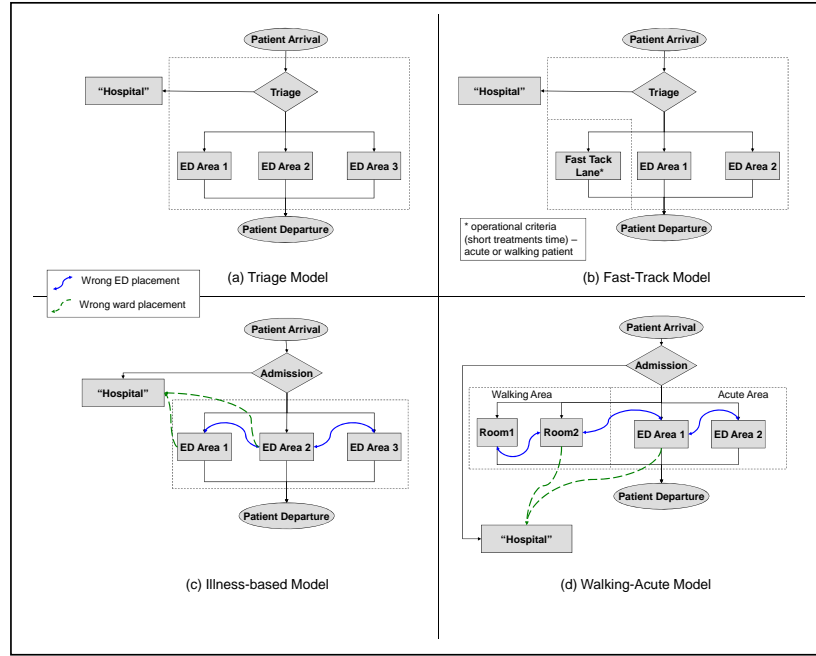 Patient Arrival
"Hospital"
Triage
ED Area 1
ED Area 2
ED Area 3
Patient Departure
(a) Triage Model
Patient Arrival
"Hospital"
Triage
Fast Tack
Lane*
ED Area 1
ED Area 2
Patient Departure
* operational criteria
(short treatments time) –
acute or walking patient
(b) Fast-Track Model
Wrong ED placement
Wrong ward placement
Patient Arrival
Admission
"Hospital"
ED Area 1
ED Area 2
ED Area 3
Patient Departure
(c) Illness-based Model
Patient Arrival
Admission
Walking Area
Acute Area
Room1
Room2
ED Area 1
ED Area 2
Patient Departure
"Hospital"
(d) Walking-Acute Model